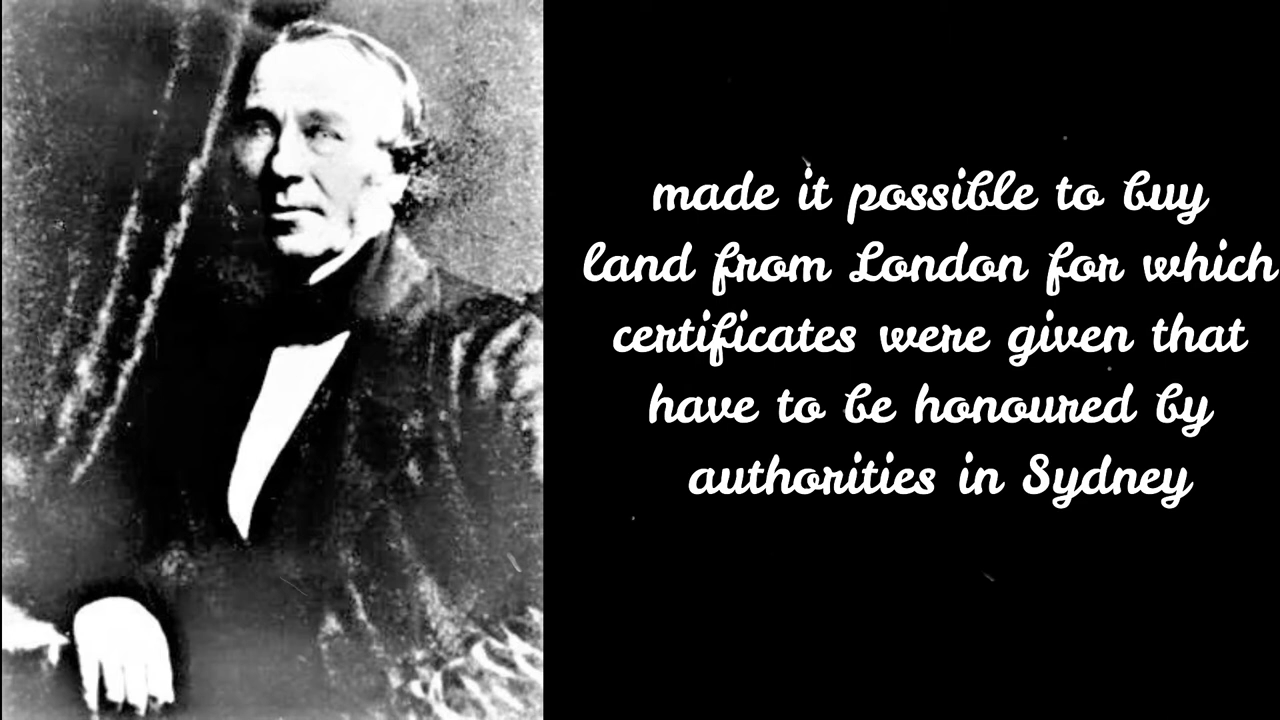 made it possible to buy
land from London for which
certificates were given that
have to be honoured by
authorities in Sydney